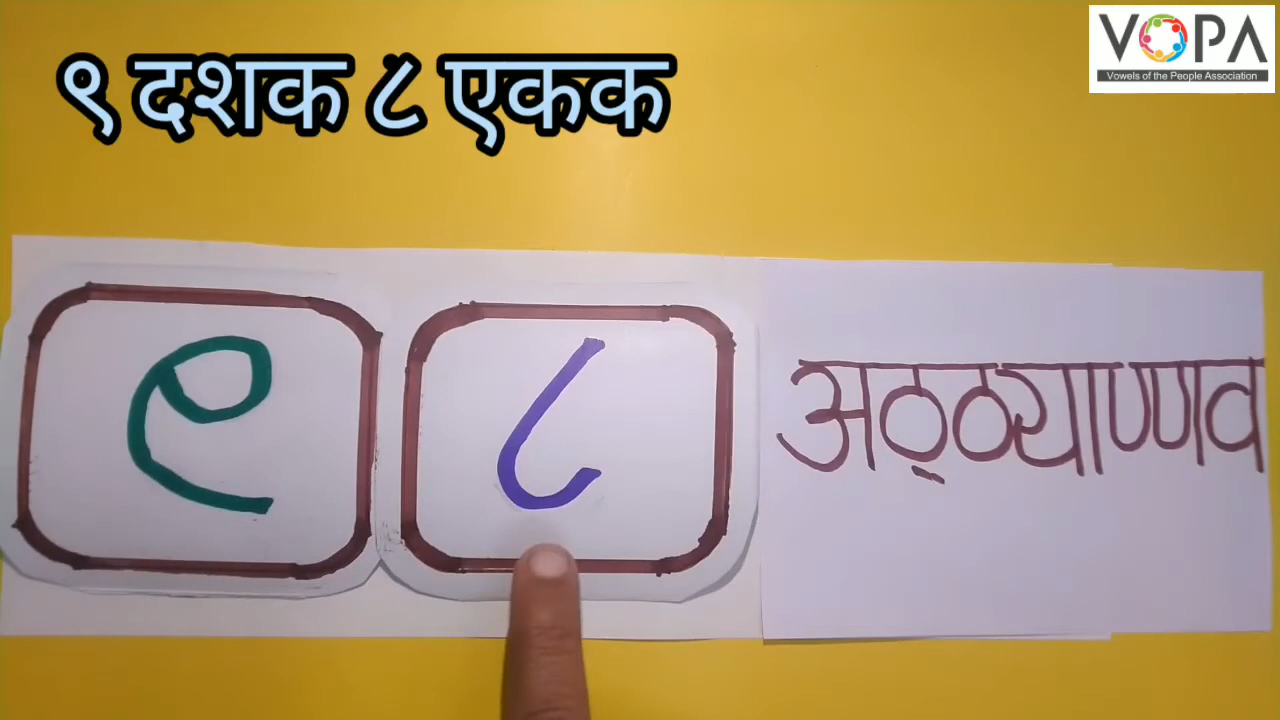 VOPA
Vowels of the People Association
९ दशक ८ एकक
९ ८ अठ्ठ्याण्णव